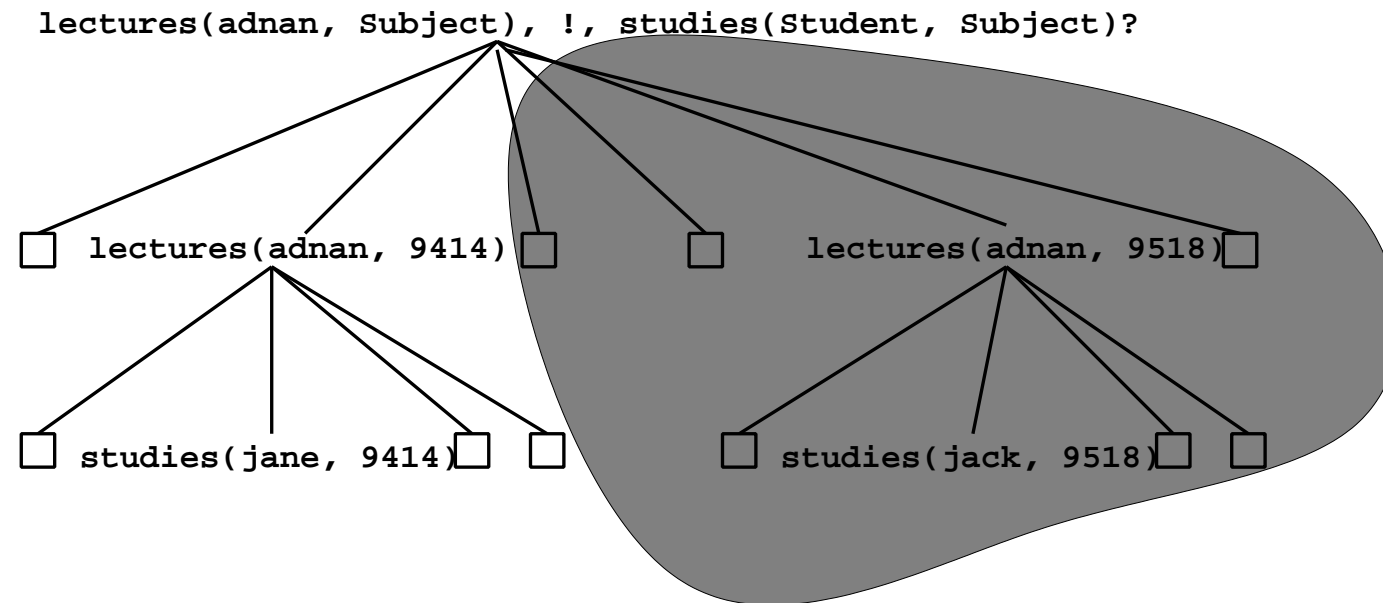 lectures(adnan, Subject), !, studies(Student, Subject)?
lectures(adnan, 9414)
lectures(adnan, 9518)
studies(jane, 9414)
studies(jack, 9518)